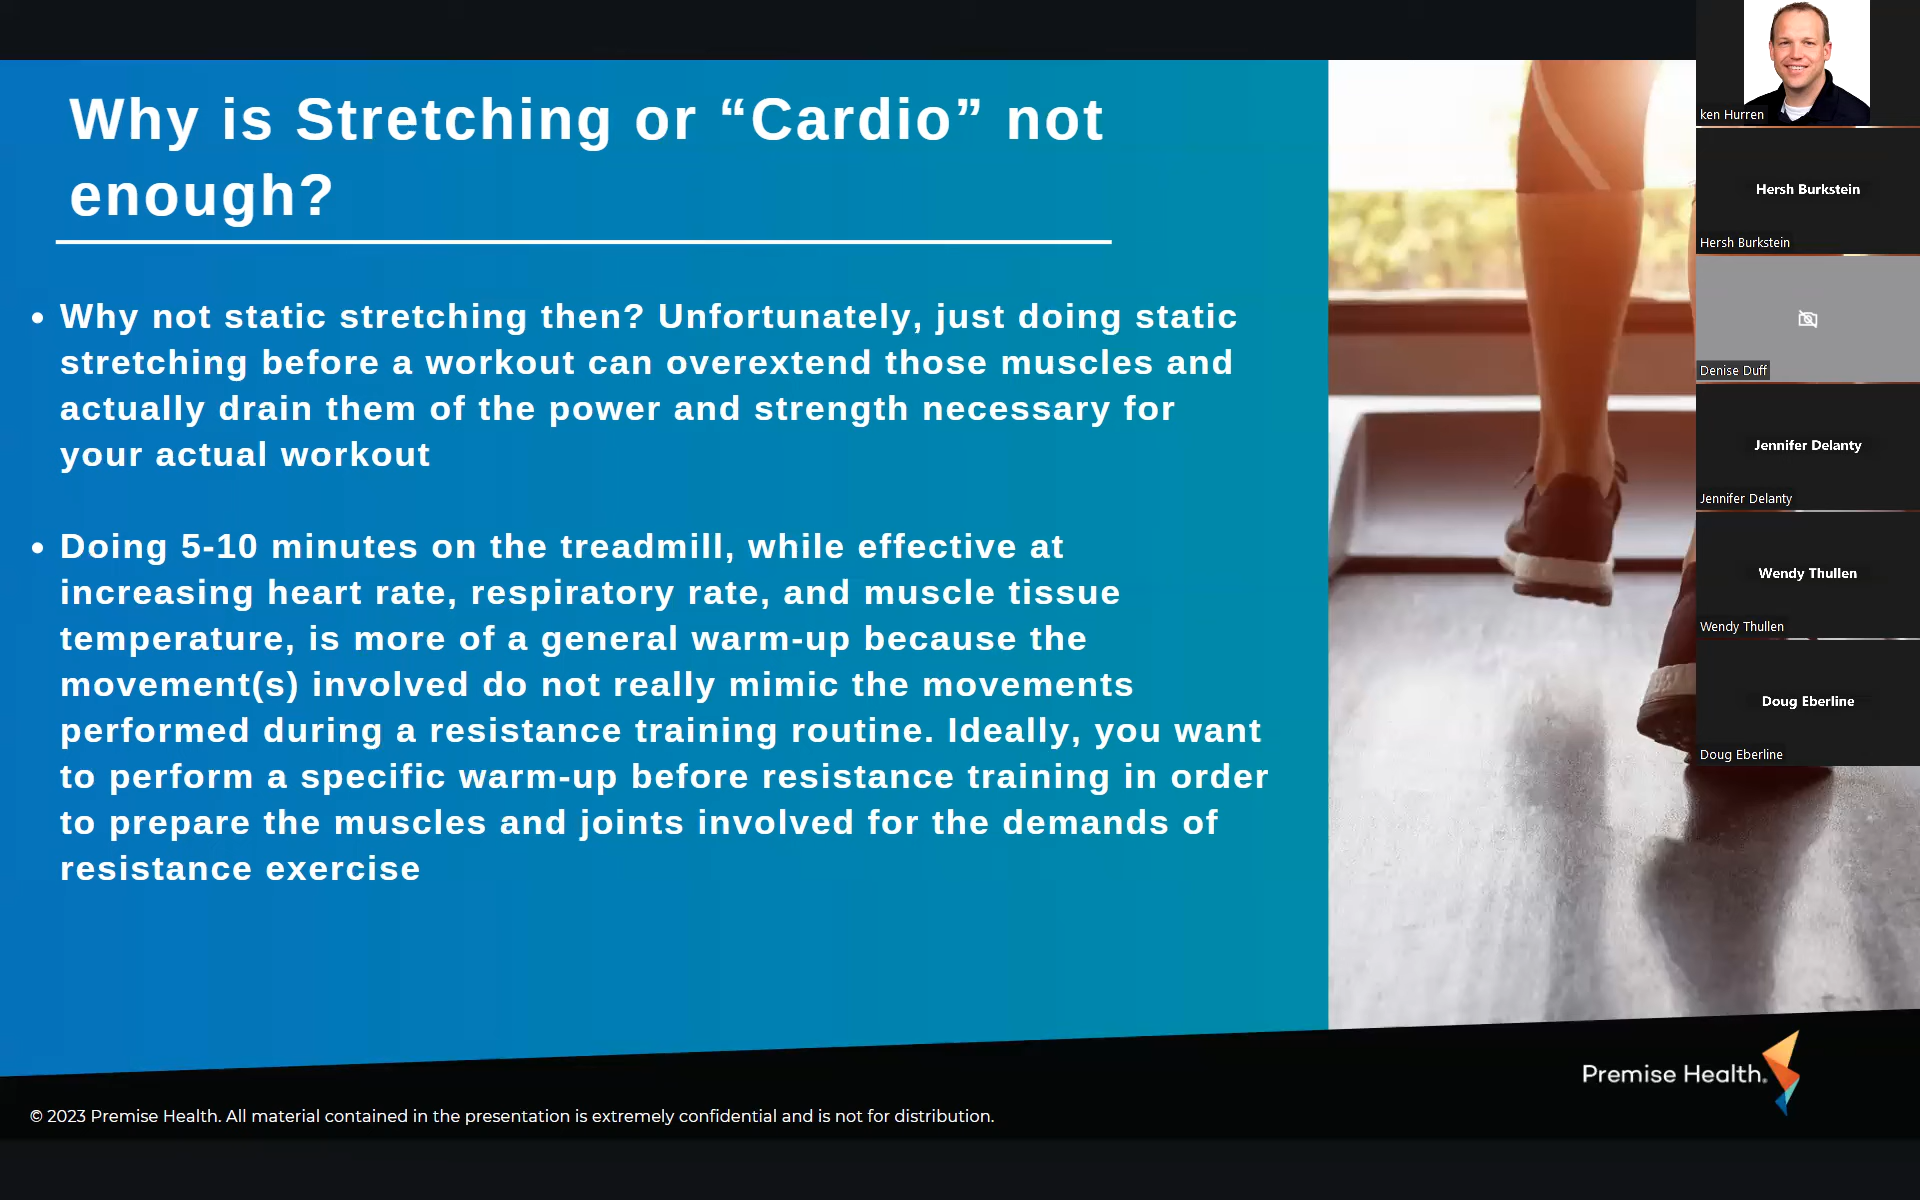 Why is Stretching or “Cardio” not
enough?
• Why not static stretching then? Unfortunately, just doing static
stretching before a workout can overextend those muscles and
actually drain them of the power and strength necessary for
your actual workout
• Doing 5-10 minutes on the treadmill, while effective at
increasing heart rate, respiratory rate, and muscle tissue
temperature, is more of a general warm-up because the
movement(s) involved do not really mimic the movements
performed during a resistance training routine. Ideally, you want
to perform a specific warm-up before resistance training in order
to prepare the muscles and joints involved for the demands of
resistance exercise
Premise Health.
© 2023 Premise Health. All material contained in the presentation is extremely confidential and is not for distribution.
ken Hurren
Hersh Burkstein
Hersh Burkstein
Denise Duff
Jennifer Delanty
Jennifer Delanty
Wendy Thullen
Wendy Thullen
Doug Eberline
Doug Eberline